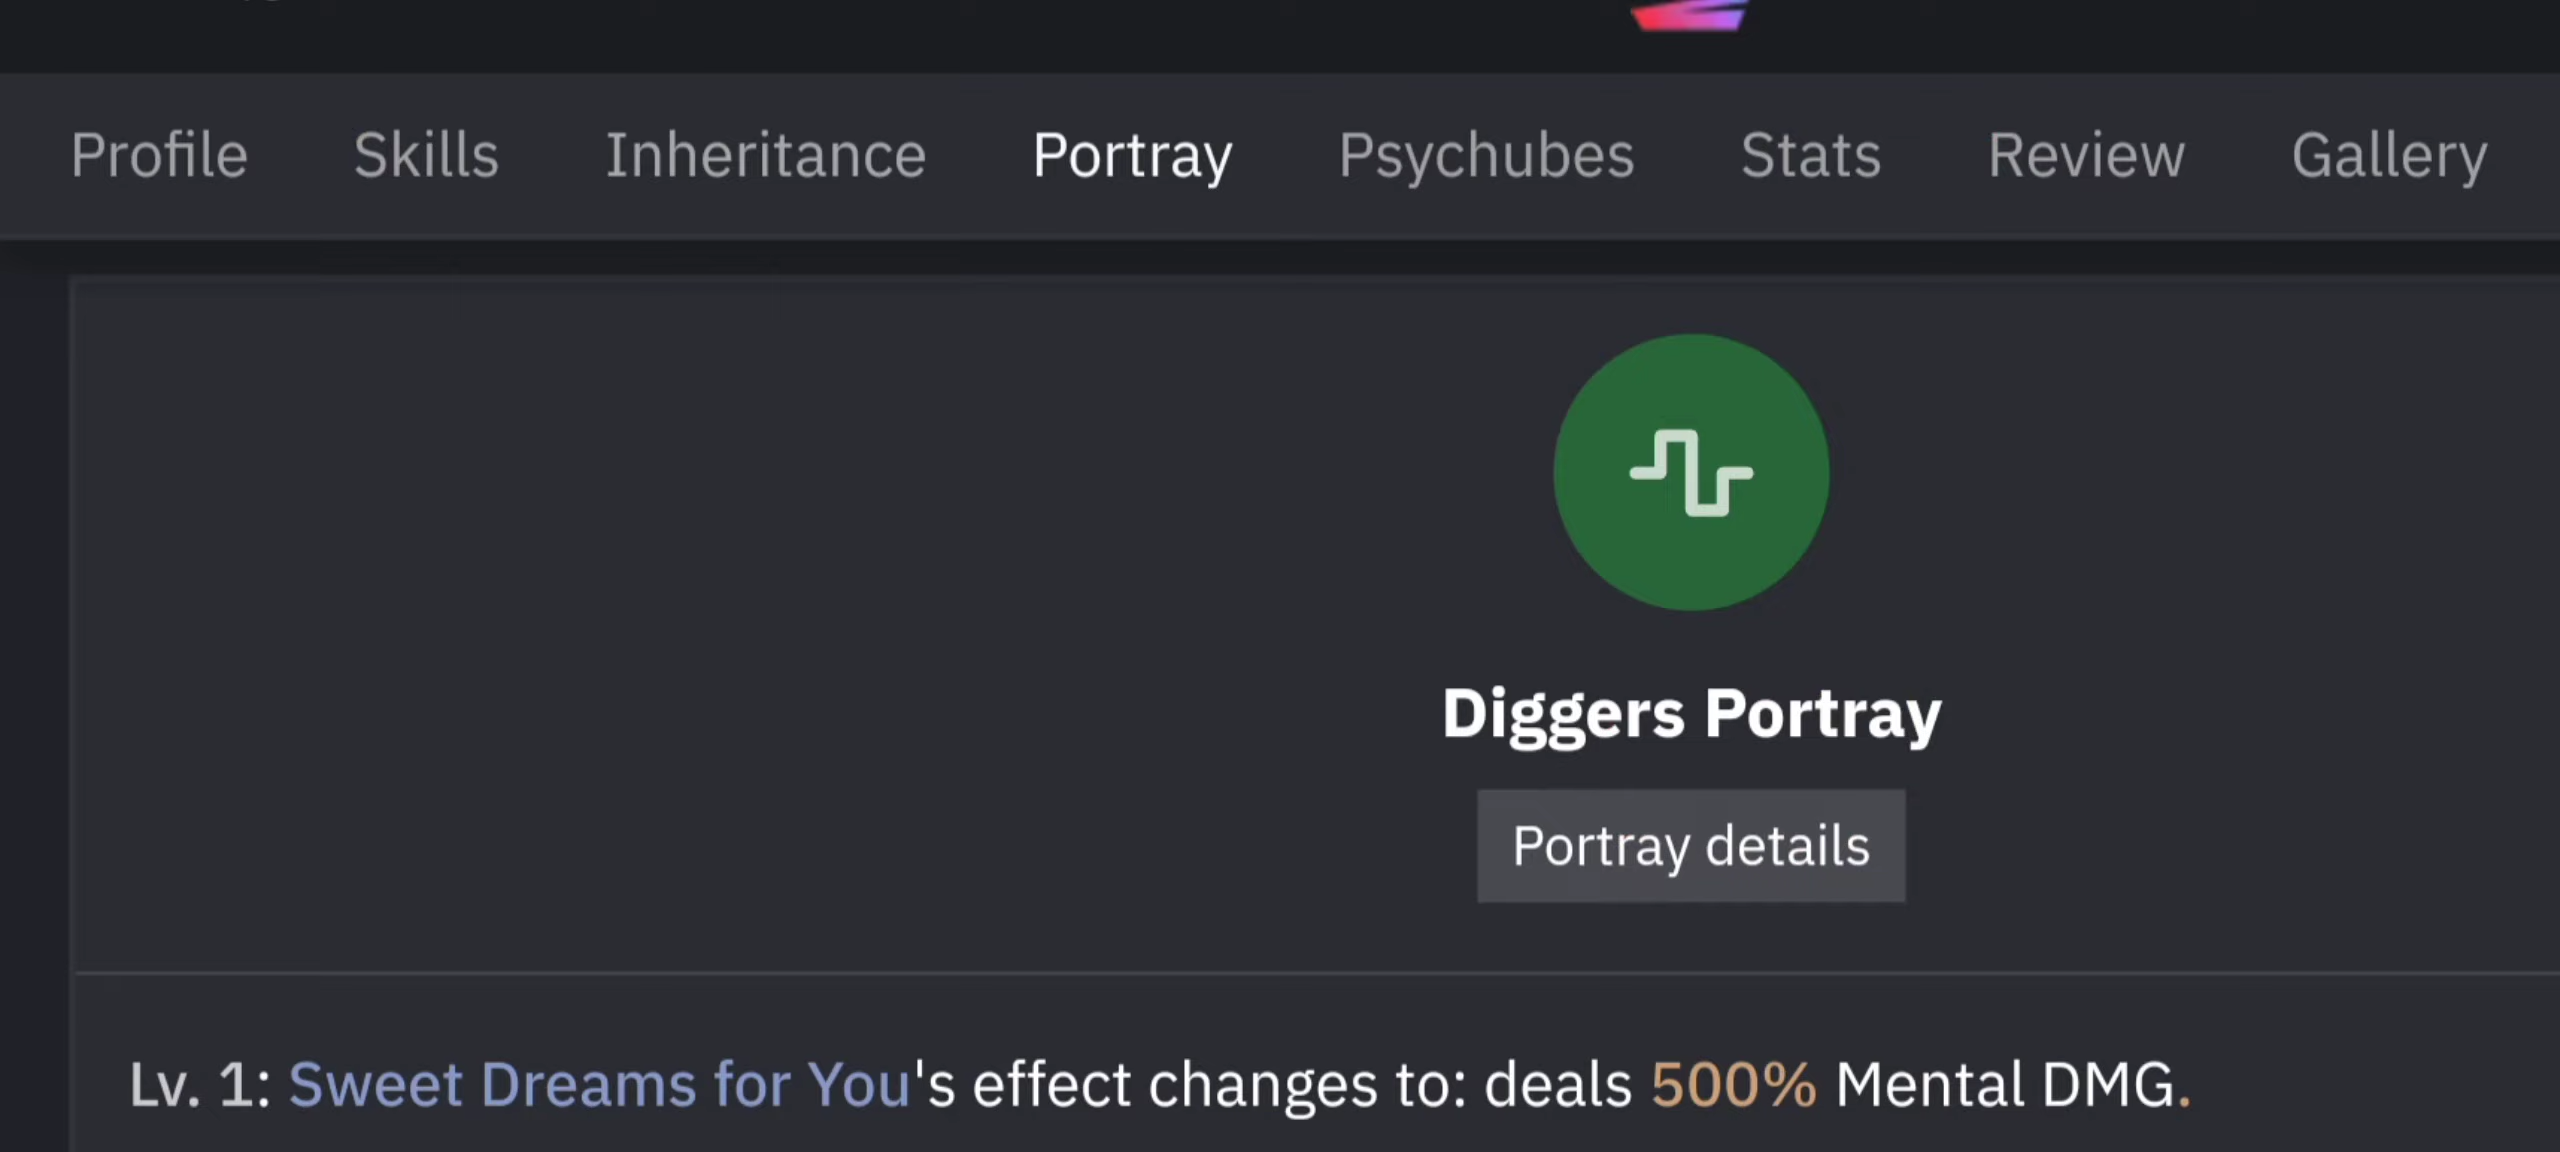 Profile Skills Inheritance Portray Psychubes Stats Review Gallery
Diggers Portray
Portray details
Lv. 1: Sweet Dreams for You's effect changes to: deals 500% Mental DMG.